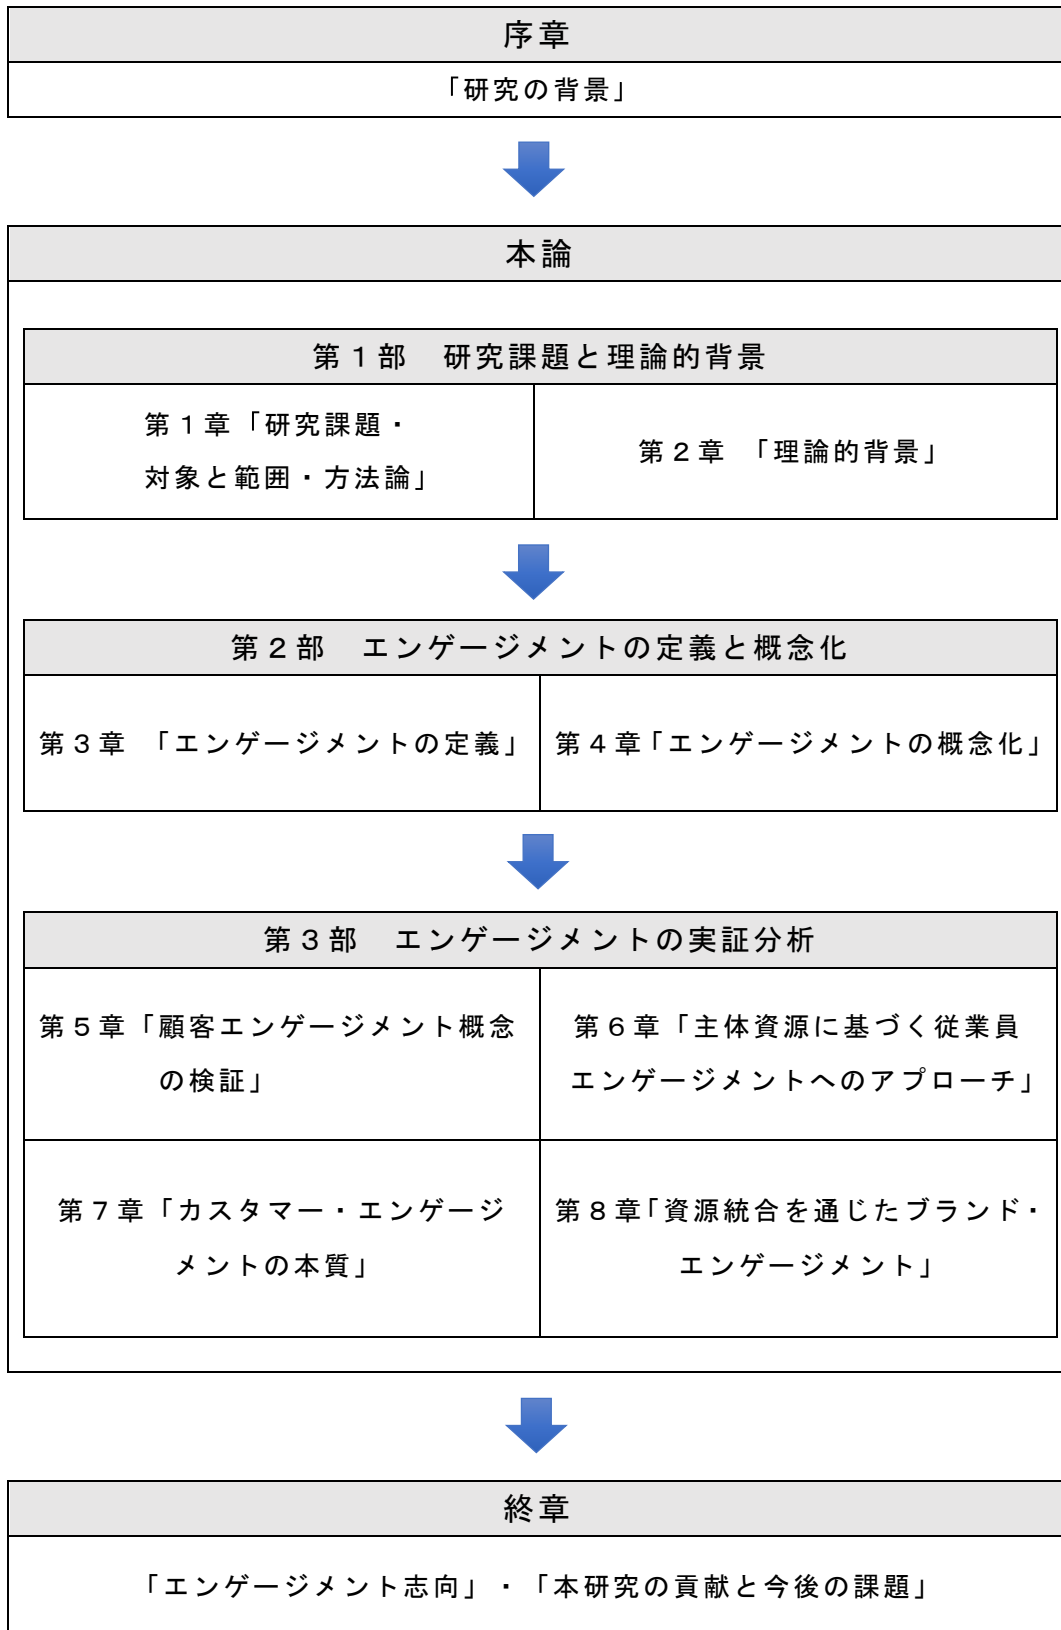 序章
「研究の背景」
本論
第１部　研究課題と理論的背景
第１章「研究課題・
対象と範囲・方法論」
第２章　「理論的背景」
第２部　エンゲージメントの定義と概念化
第３章　「エンゲージメントの定義」
第４章「エンゲージメントの概念化」
第３部　エンゲージメントの実証分析
第５章「顧客エンゲージメント概念
の検証」
第６章「主体資源に基づく従業員
エンゲージメントへのアプローチ」
第７章「カスタマー・エンゲージ
メントの本質」
第８章「資源統合を通じたブランド・
エンゲージメント」
終章
「エンゲージメント志向」・「本研究の貢献と今後の課題」